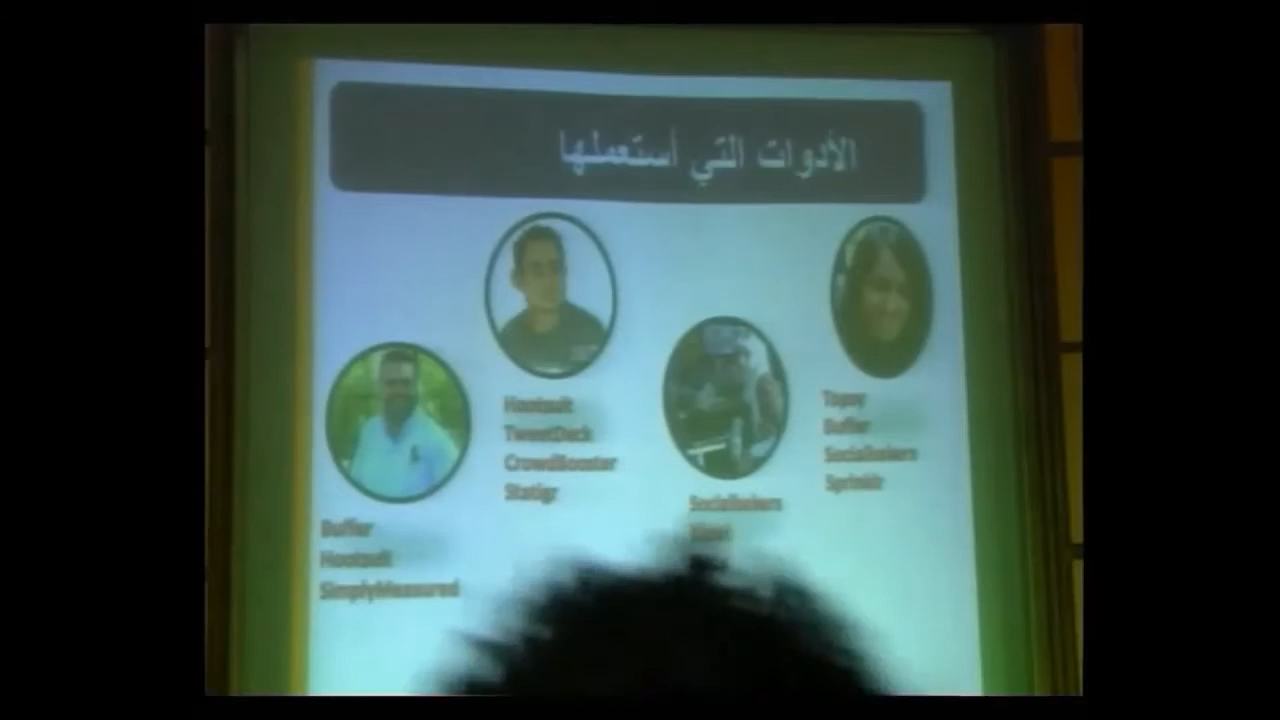 الأدوات التي أستعملها
Topsy
Buffer
Socialbakers
Sprinklr
Socialbakers
Hootsuit
TweetDeck
CrowdBooster
Statigr
Buffer
Hootsuit
SimplyMeasured